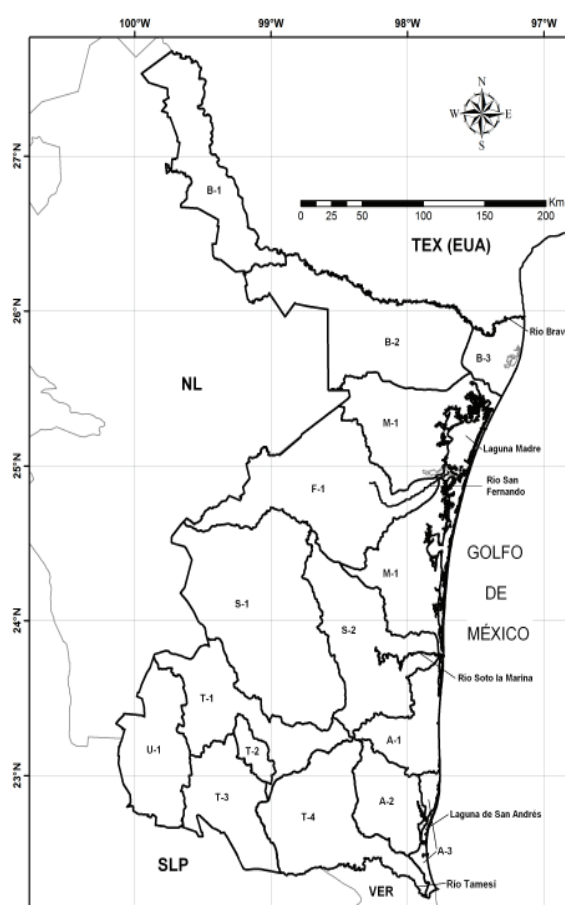 100°W 99°W 98°W 97°W
N
W E
S
27°N
B-1
0 25 50 100 150 200 Km
TEX (EUA)
26°N
Rio Brav
B-2
B-3
NL
M-1
Laguna Madre
25°N
F-1
Rio San
Fernando
GOLFO
M-1
DE
S-1
24°N
S-2
MÉXICO
Rio Soto la Marina
T-1
U-1
T-2
A-1
23°N
T-3
A-2
T-4
Laguna de San Andrés
A-3
SLP
VER
Rio Tamesi